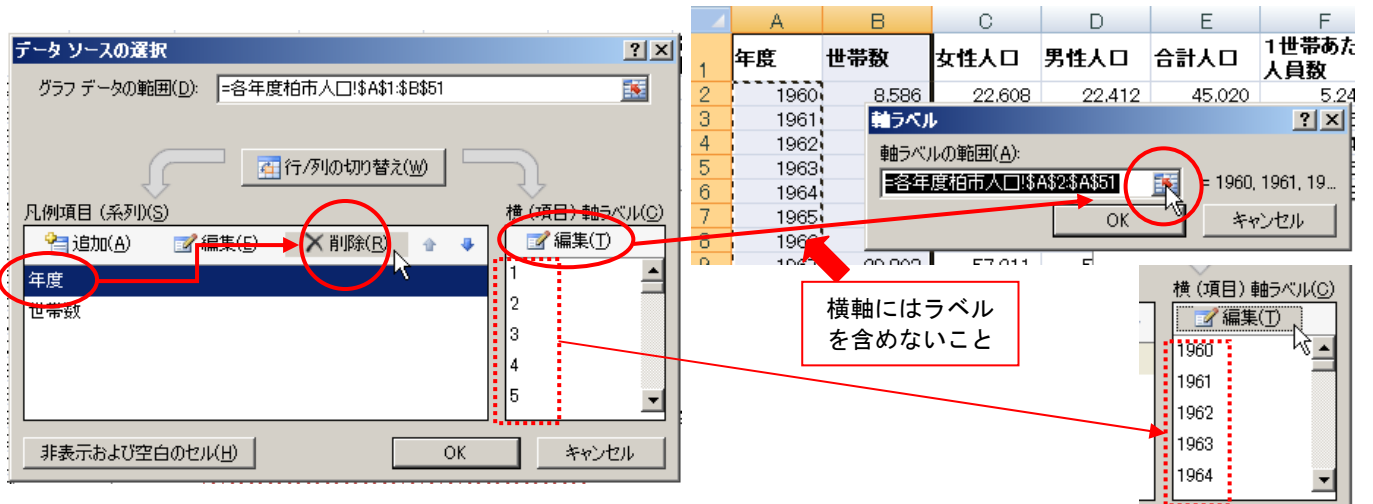 データ ソースの選択
グラフ データの範囲(D):
=各年度柏市人口!$A$1:$B$51
行/列の切り替え(W)
凡例項目 (系列)(S)
横 (項目) 軸ラベル(C)
追加(A)
編集(E)
削除(R)
編集(T)
年度
世帯数
1
2
3
4
5
非表示および空白のセル(H)
OK
キャンセル
A B C D E F
1 年度 世帯数 女性人口 男性人口 合計人口 1世帯あた
人員数
2 1960 8,586 22,608 22,412 45,020 5.24
3 1961
4 1962
5 1963
6 1964
7 1965
8 196
軸ラベル
軸ラベルの範囲(A):
=各年度柏市人口!$A$2:$A$51
= 1960, 1961, 19...
OK
キャンセル
横軸にはラベル
を含めないこと
横 (項目) 軸ラベル(C)
編集(T)
1960
1961
1962
1963
1964